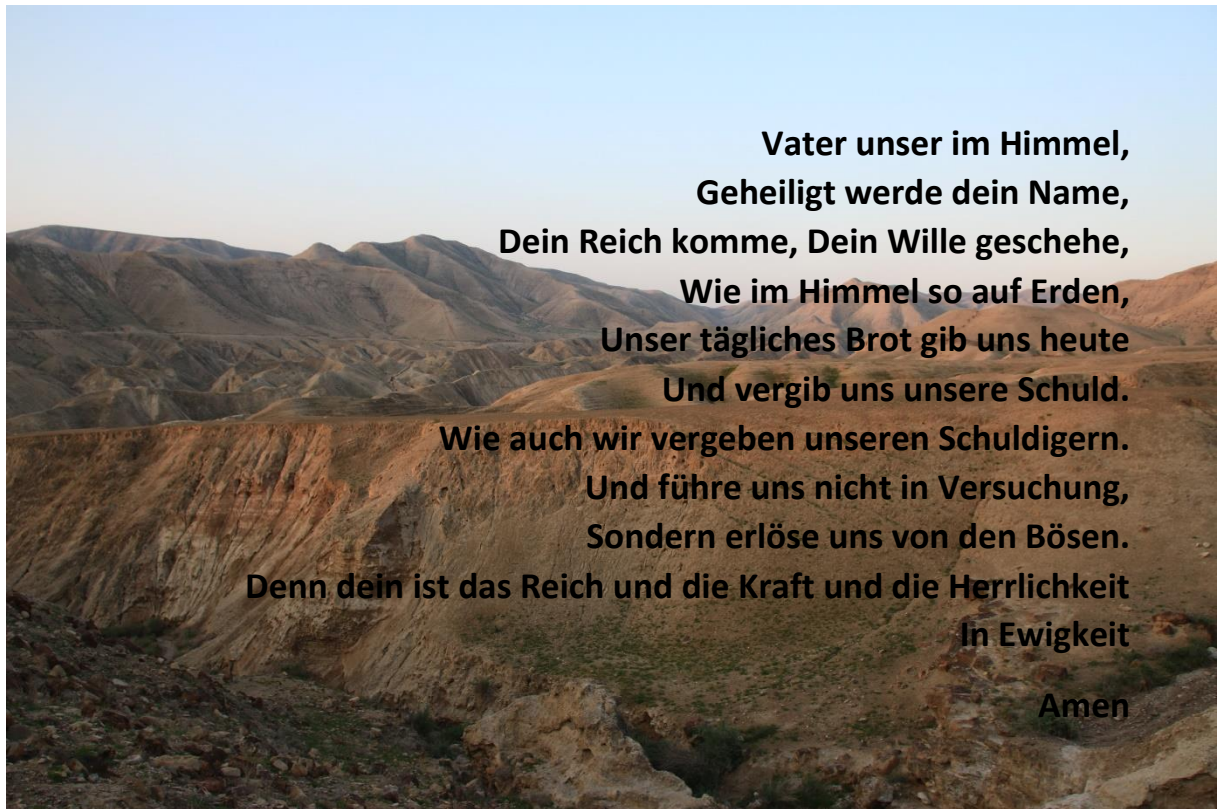 Vater unser im Himmel,
Geheiligt werde dein Name,
Dein Reich komme, Dein Wille geschehe,
Wie im Himmel so auf Erden,
Unser tägliches Brot gib uns heute
Und vergib uns unsere Schuld.
Wie auch wir vergeben unseren Schuldigern.
Und führe uns nicht in Versuchung,
Sondern erlöse uns von den Bösen.
Denn dein ist das Reich und die Kraft und die Herrlichkeit
In Ewigkeit
Amen